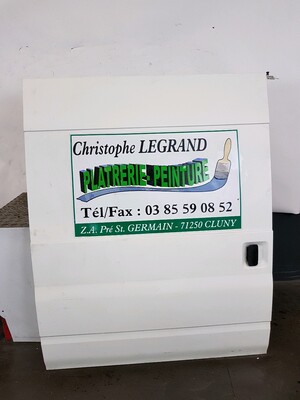 Christophe LEGRAND
PLATRERIE-PEINTURE
Tél/Fax : 03 85 59 08 52
Z.A. Pré St. GERMAIN - 71250 CLUNY